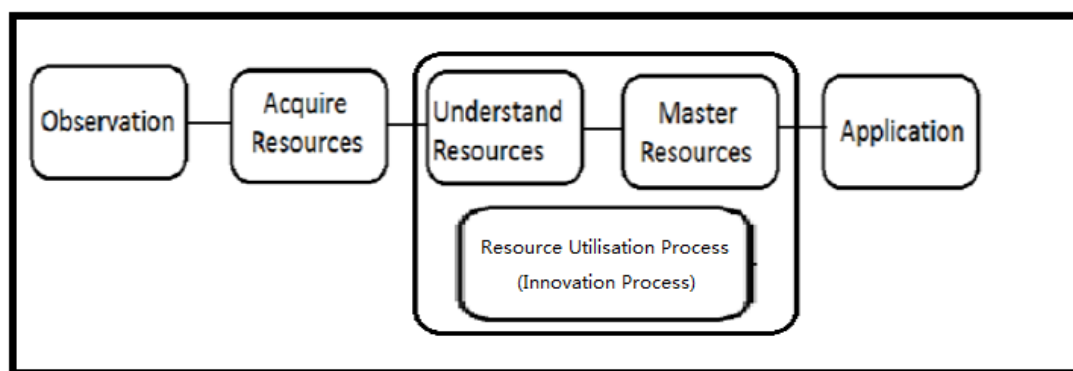 Observation
Acquire
Resources
Understand
Resources
Master
Resources
Application
Resource Utilisation Process
(Innovation Process)